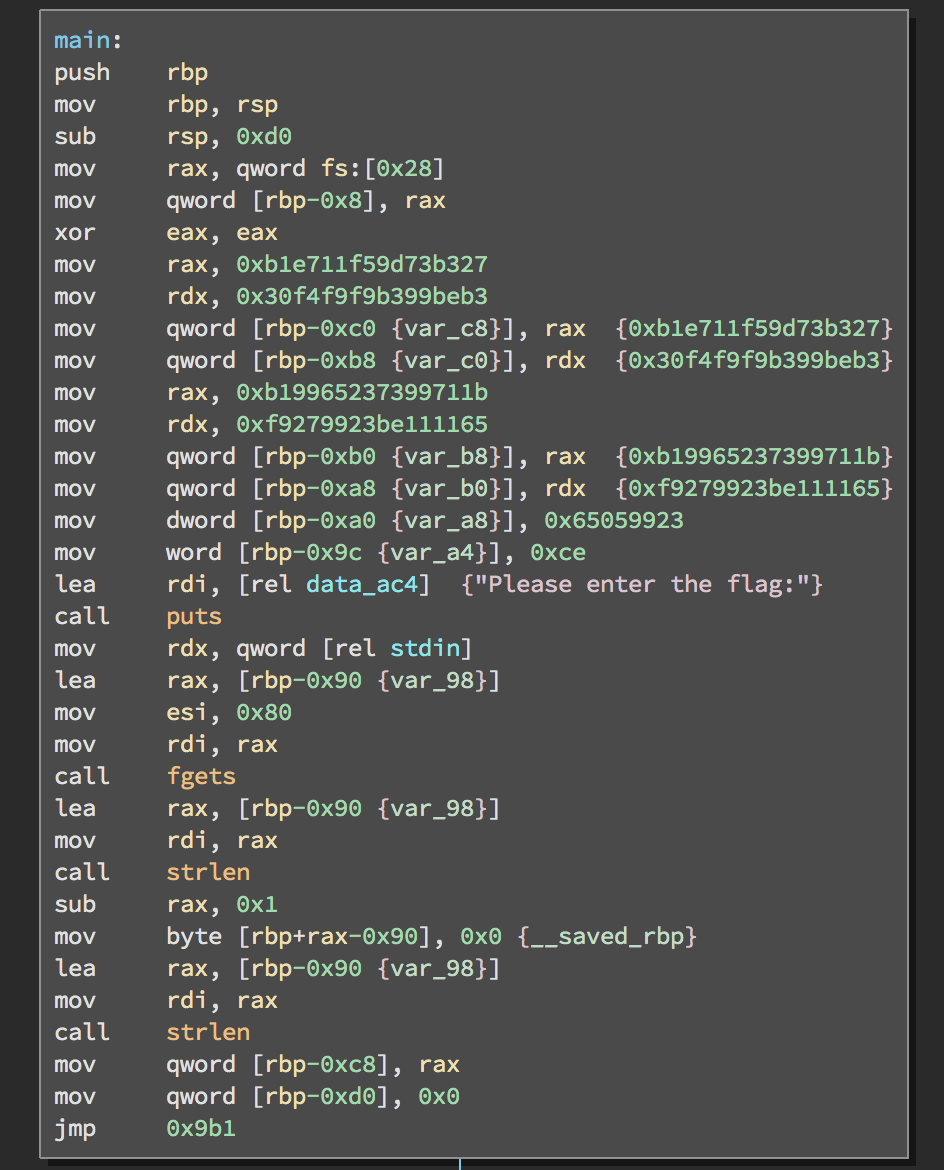 main:
push    rbp
mov     rbp, rsp
sub     rsp, 0xd0
mov     rax, qword fs:[0x28]
mov     qword [rbp-0x8], rax
xor     eax, eax
mov     rax, 0xb1e711f59d73b327
mov     rdx, 0x30f4f9f9b399beb3
mov     qword [rbp-0xc0 {var_c8}], rax  {0xb1e711f59d73b327}
mov     qword [rbp-0xb8 {var_c0}], rdx  {0x30f4f9f9b399beb3}
mov     rax, 0xb19965237399711b
mov     rdx, 0xf9279923be111165
mov     qword [rbp-0xb0 {var_b8}], rax  {0xb19965237399711b}
mov     qword [rbp-0xa8 {var_b0}], rdx  {0xf9279923be111165}
mov     dword [rbp-0xa0 {var_a8}], 0x65059923
mov     word [rbp-0x9c {var_a4}], 0xce
lea     rdi, [rel data_ac4]  {"Please enter the flag:"}
call    puts
mov     rdx, qword [rel stdin]
lea     rax, [rbp-0x90 {var_98}]
mov     esi, 0x80
mov     rdi, rax
call    fgets
lea     rax, [rbp-0x90 {var_98}]
mov     rdi, rax
call    strlen
sub     rax, 0x1
mov     byte [rbp+rax-0x90], 0x0 {__saved_rbp}
lea     rax, [rbp-0x90 {var_98}]
mov     rdi, rax
call    strlen
mov     qword [rbp-0xc8], rax
mov     qword [rbp-0xd0], 0x0
jmp     0x9b1